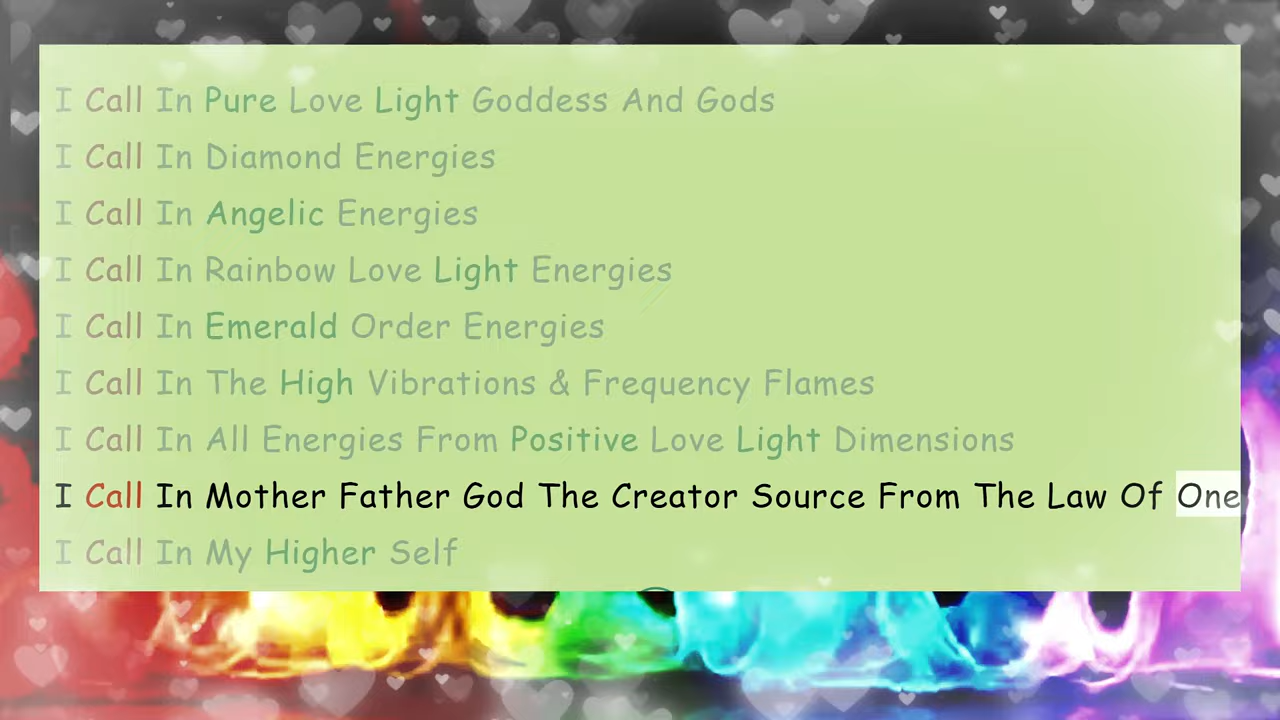 I Call In Pure Love Light Goddess And Gods
I Call In Diamond Energies
I Call In Angelic Energies
I Call In Rainbow Love Light Energies
I Call In Emerald Order Energies
I Call In The High Vibrations & Frequency Flames
I Call In All Energies From Positive Love Light Dimensions
I Call In Mother Father God The Creator Source From The Law Of One
I Call In My Higher Self